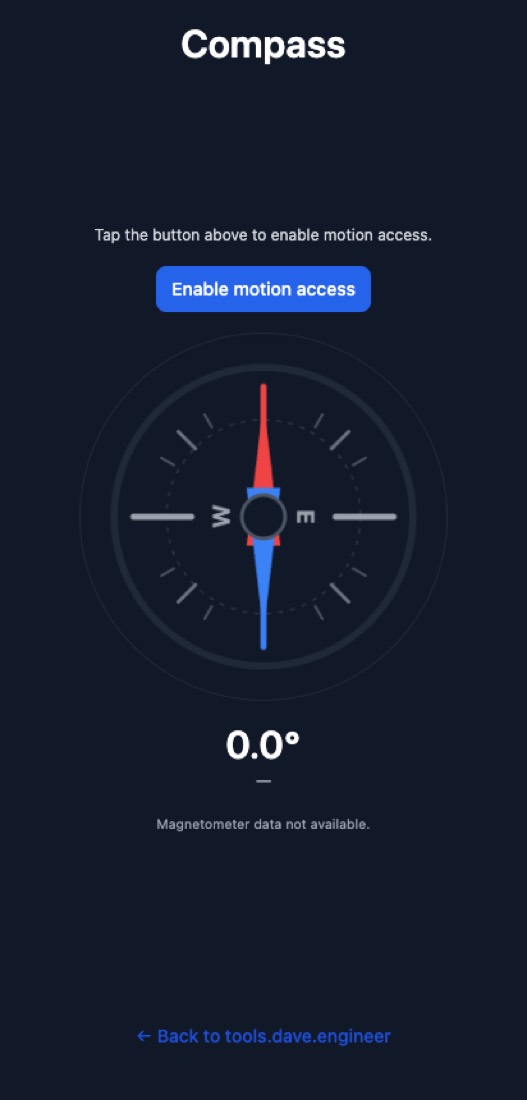 Compass
Tap the button above to enable motion access.
Enable motion access
W E
0.0°
—
Magnetometer data not available.
← Back to tools.dave.engineer